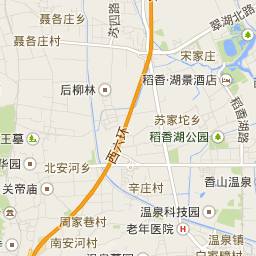 聂各庄乡
聂各庄村
苏四路
翠湖北路
宋家庄
稻香·湖景酒店
后柳林
苏家坨乡
稻香湖公园
稻香湖路
西六环
王墓
华园
北安河乡
关帝庙
辛庄村
香山温泉
周家巷村
温泉科技园
老年医院
南安河村
温泉镇
白家疃村